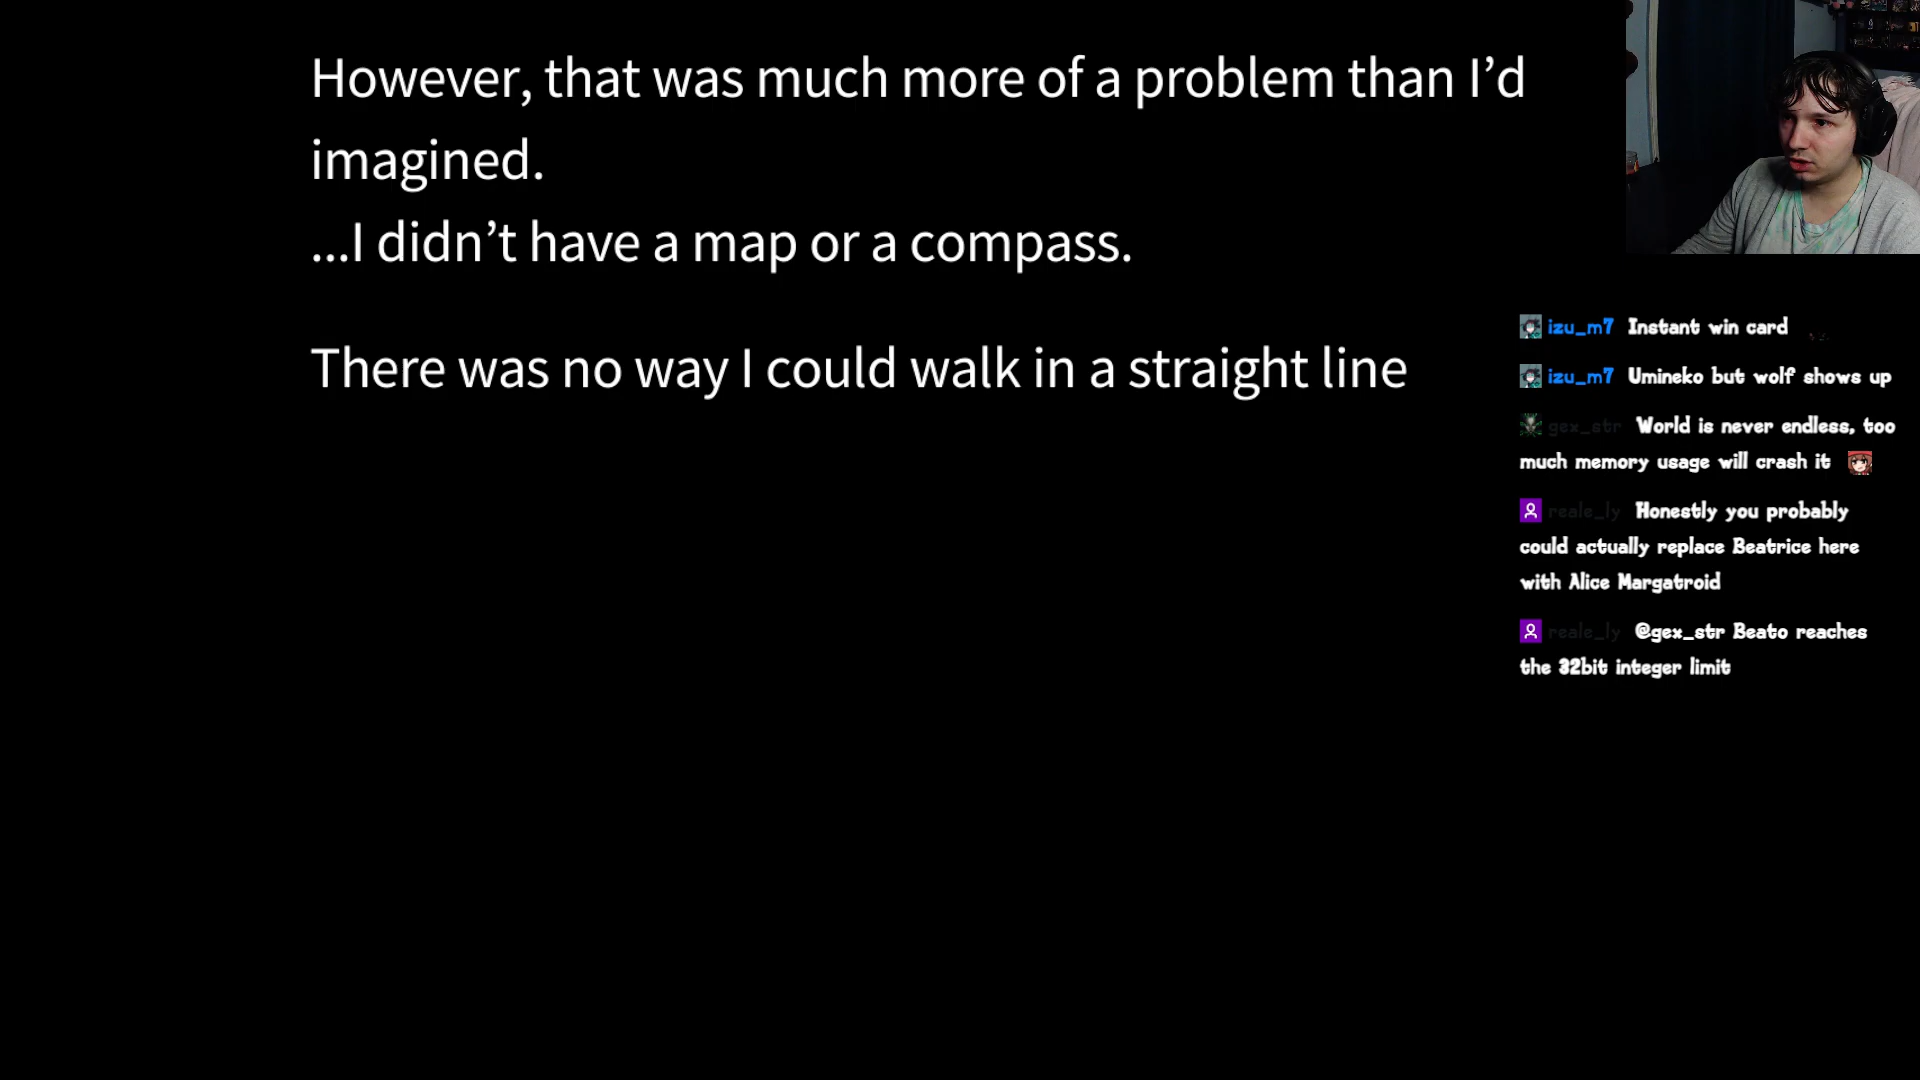 However, that was much more of a problem than I’d
imagined.
...I didn’t have a map or a compass.
There was no way I could walk in a straight line
izu_m7 Instant win card
izu_m7 Umineko but wolf shows up
gex_str World is never endless, too
much memory usage will crash it
reale_ly Honestly you probably
could actually replace Beatrice here
with Alice Margatroid
reale_ly @gex_str Beato reaches
the 32bit integer limit